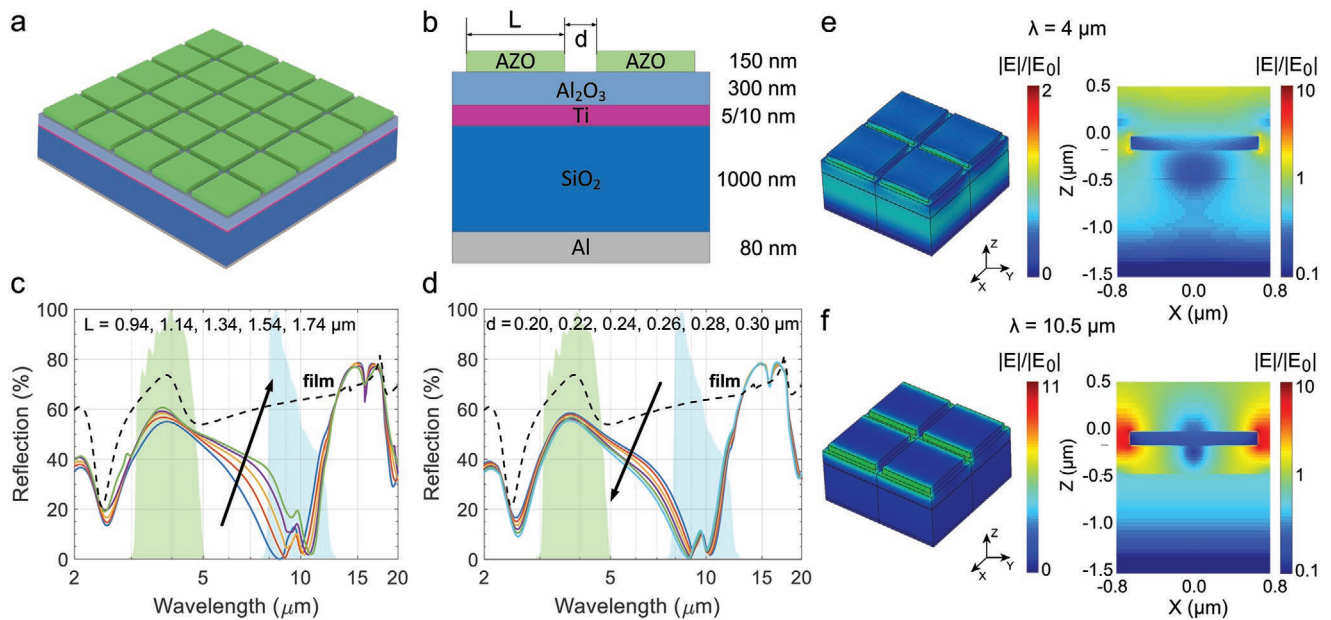 a
b
L
d
AZO
AZO
150 nm
Al₂O₃
300 nm
Ti
5/10 nm
SiO₂
1000 nm
Al
80 nm
c
L = 0.94, 1.14, 1.34, 1.54, 1.74 µm
film
100
80
60
40
20
0
2
5
10
15
20
Reflection (%)
Wavelength (µm)
d
d = 0.20, 0.22, 0.24, 0.26, 0.28, 0.30 µm
film
100
80
60
40
20
0
2
5
10
15
20
Reflection (%)
Wavelength (µm)
e
λ = 4 µm
|E|/|E₀|
2
0
Z
Y
X
|E|/|E₀|
10
1
0.1
0.5
0.0
-0.5
-1.0
-1.5
Z (µm)
-0.8
0.0
0.8
X (µm)
f
λ = 10.5 µm
|E|/|E₀|
11
0
Z
Y
X
|E|/|E₀|
10
1
0.1
0.5
0.0
-0.5
-1.0
-1.5
Z (µm)
-0.8
0.0
0.8
X (µm)